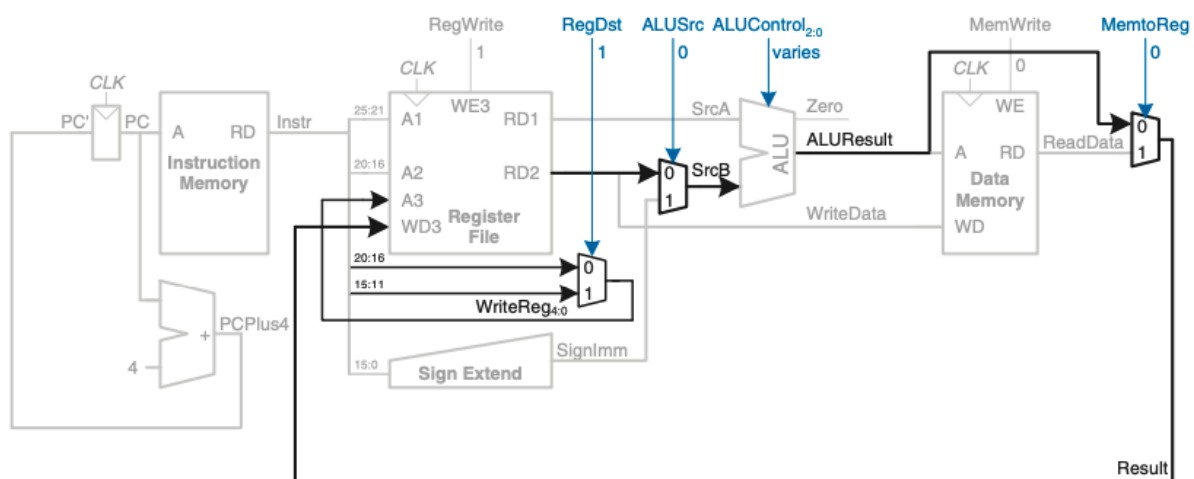 RegWrite RegDst ALUSrc ALUControl2:0 MemWrite MemtoReg
1 1 0 varies 0 0
CLK CLK CLK
PC' PC A RD Instr 25:21 A1 WE3 RD1 SrcA Zero WE 0
Instruction Memory
20:16 A2 RD2 0 SrcB ALU ALUResult A RD ReadData 1
A3 1 Data Memory
WD3 Register File WriteData WD
20:16 0
15:11 1
WriteReg4:0
PCPlus4
+
4
15:0 Sign Extend SignImm
Result